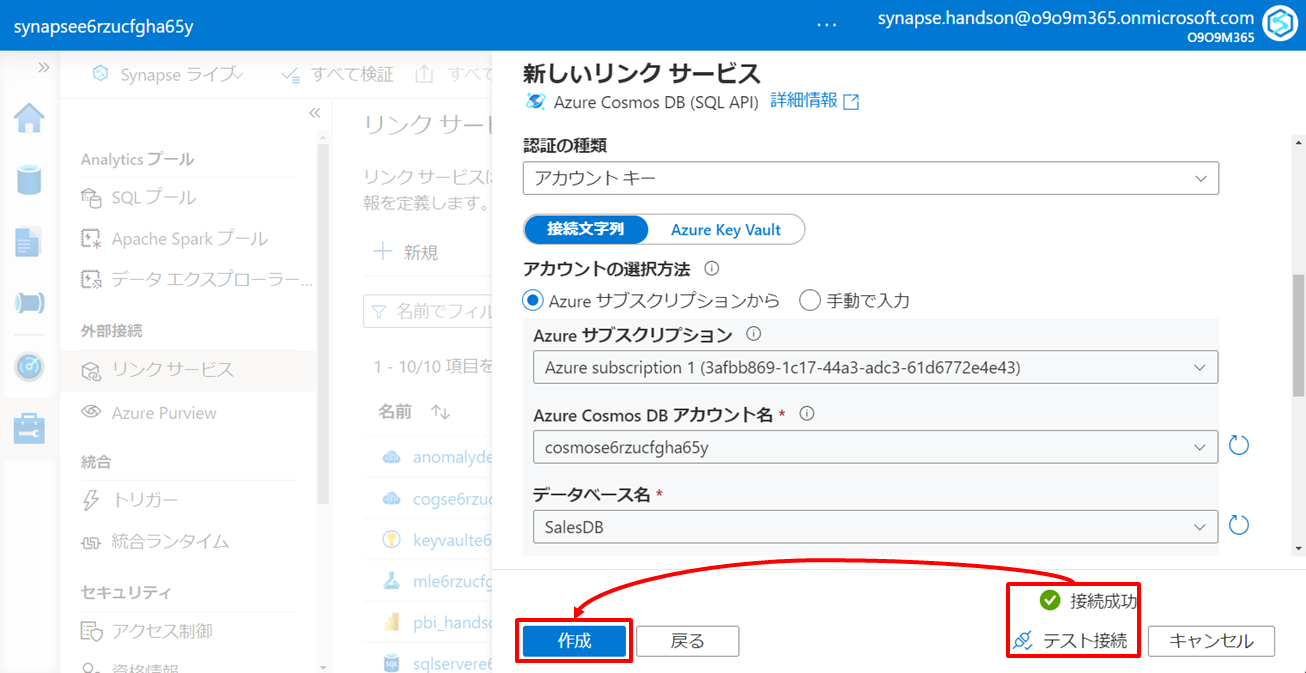 synapsee6rzucfgha65y
...
synapse.handson@o9o9m365.onmicrosoft.com
O9O9M365
Synapse ライブ
すべて検証
すべて
Analytics プール
SQL プール
Apache Spark プール
データ エクスプローラー...
外部接続
リンク サービス
Azure Purview
統合
トリガー
統合ランタイム
セキュリティ
アクセス制御
資格情報
リンク サー
リンク サービスは
報を定義します。
新規
名前でフィル
1 - 10/10 項目を
名前
anomalyde
cogse6rzuc
keyvaulte6
mle6rzucfg
pbi_handso
sqlservere6
新しいリンク サービス
Azure Cosmos DB (SQL API) 詳細情報
認証の種類
アカウント キー
接続文字列 Azure Key Vault
アカウントの選択方法
Azure サブスクリプションから 手動で入力
Azure サブスクリプション
Azure subscription 1 (3afbb869-1c17-44a3-adc3-61d6772e4e43)
Azure Cosmos DB アカウント名 *
cosmose6rzucfgha65y
データベース名 *
SalesDB
接続成功
作成 戻る テスト接続 キャンセル